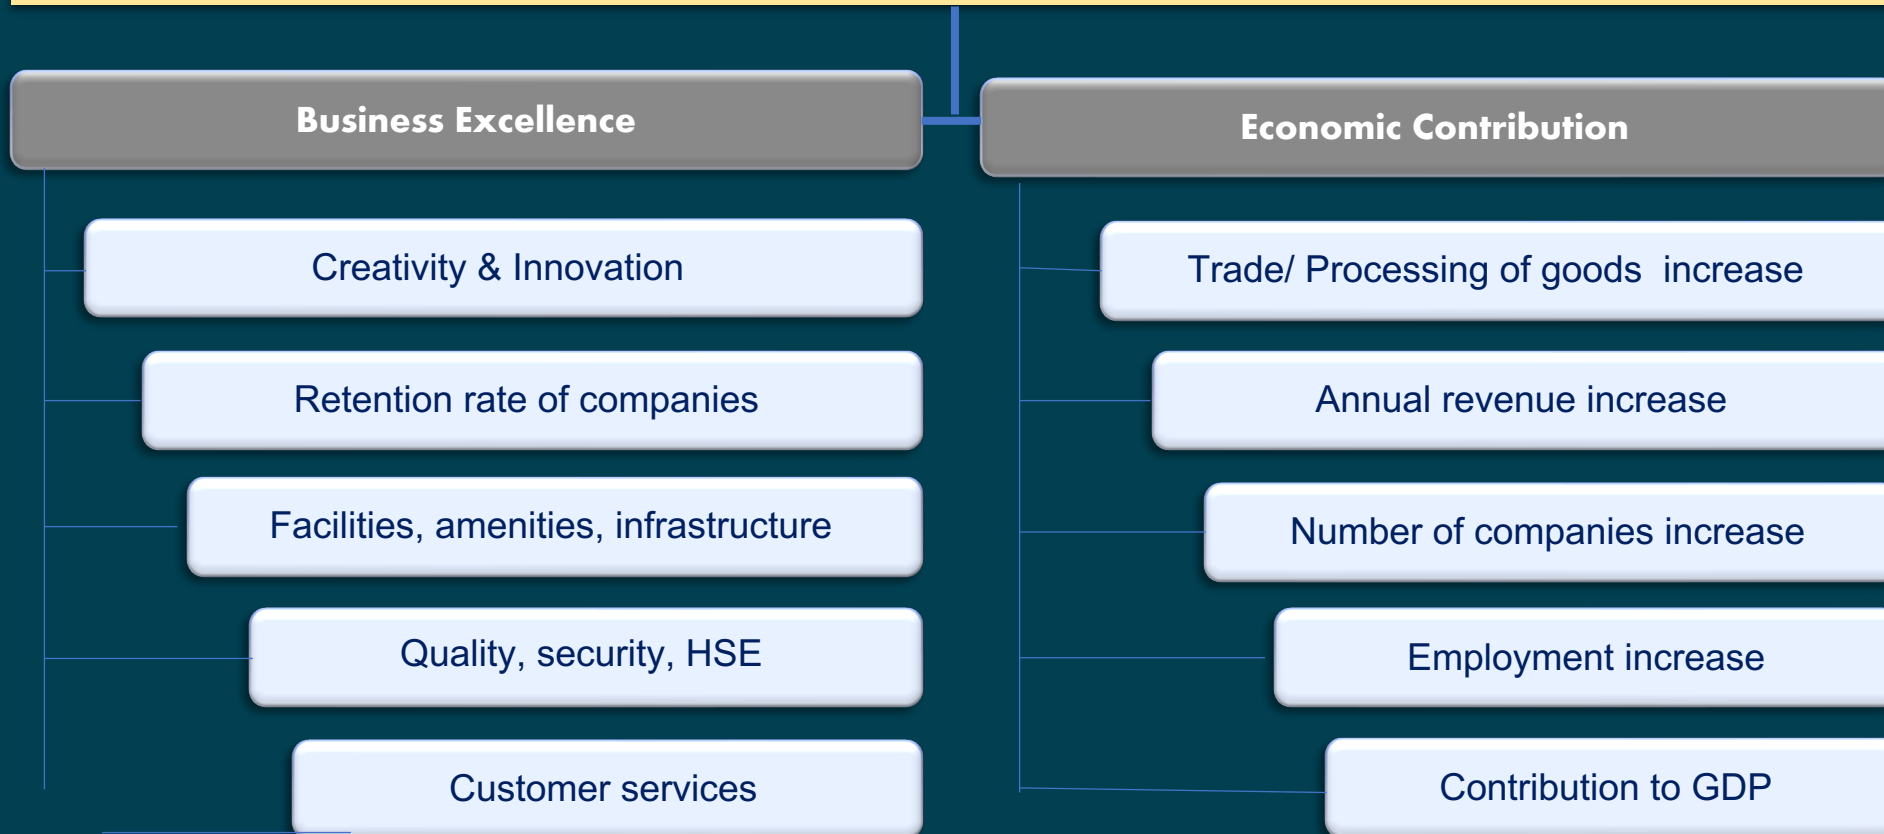 Business Excellence
Creativity & Innovation
Retention rate of companies
Facilities, amenities, infrastructure
Quality, security, HSE
Customer services
Economic Contribution
Trade/ Processing of goods  increase
Annual revenue increase
Number of companies increase
Employment increase
Contribution to GDP